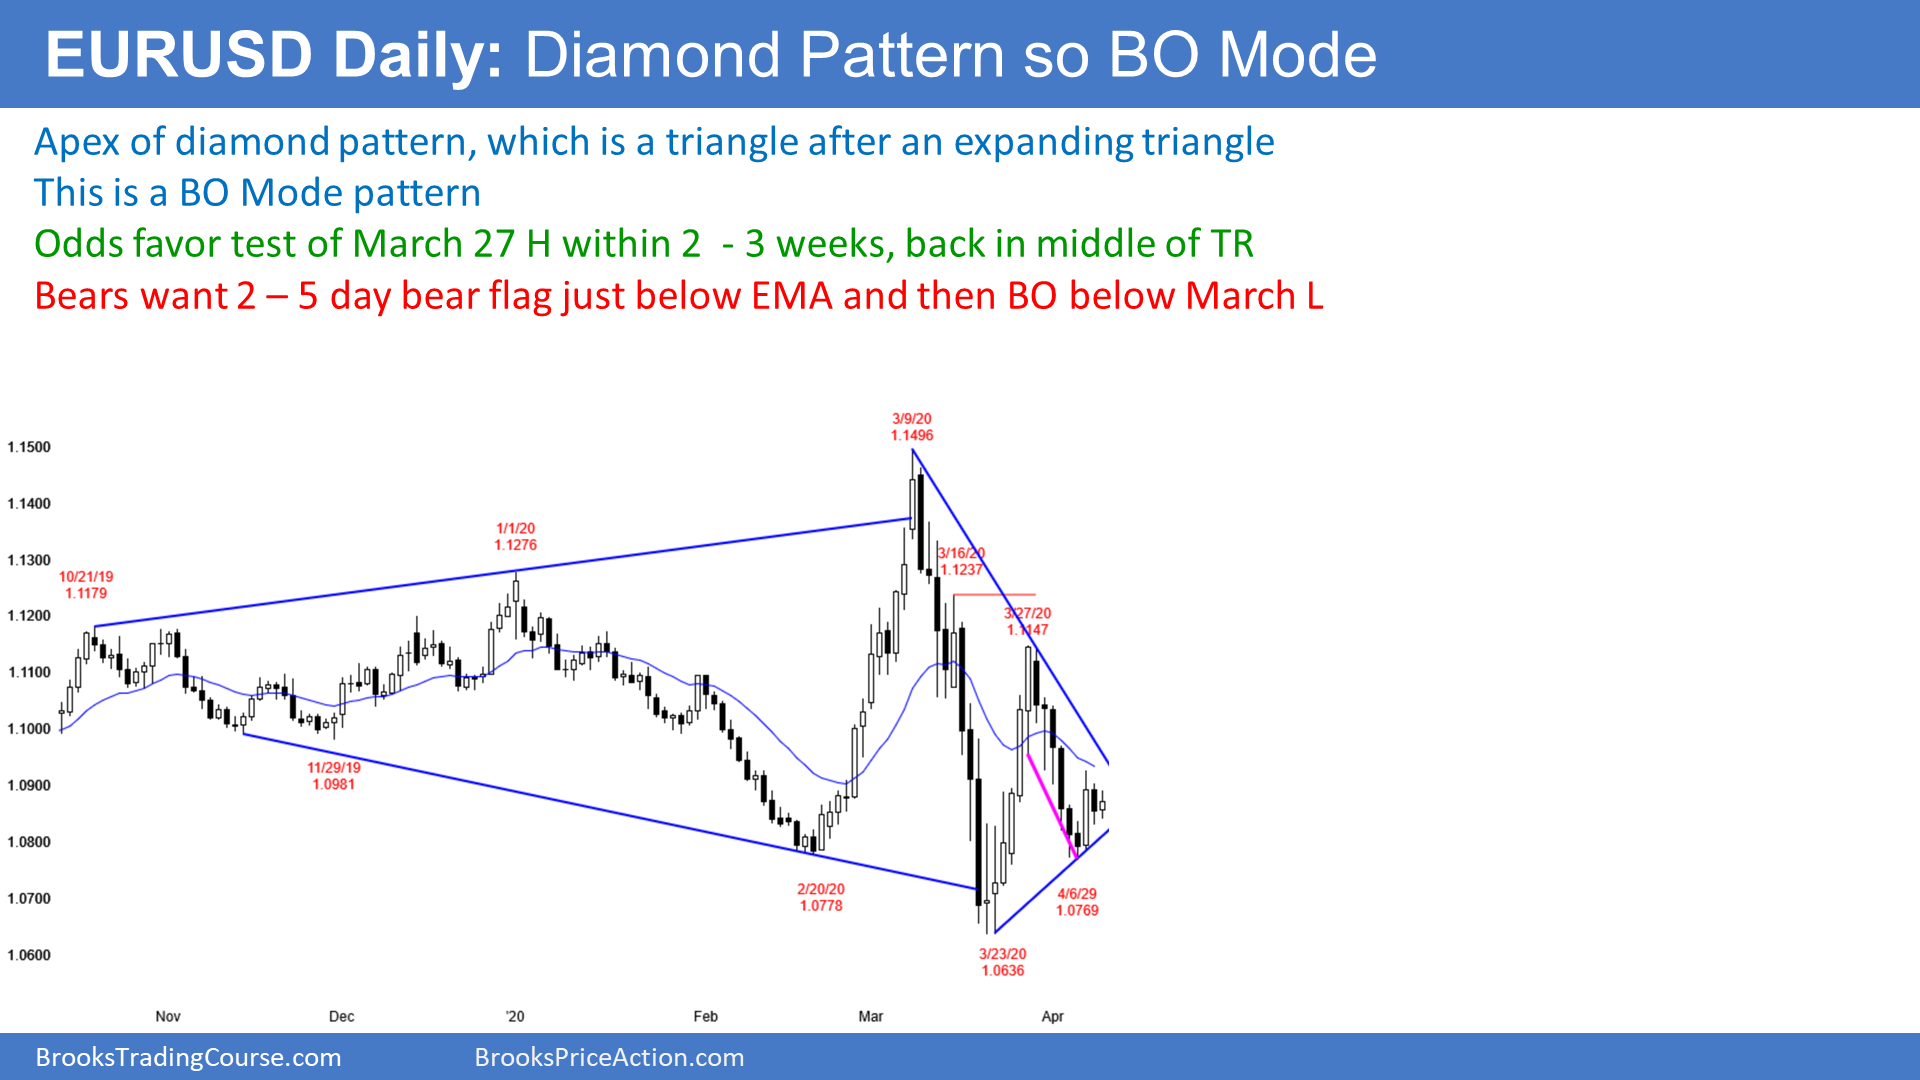 EURUSD Daily: Diamond Pattern so BO Mode
Apex of diamond pattern, which is a triangle after an expanding triangle
This is a BO Mode pattern
Odds favor test of March 27 H within 2 - 3 weeks, back in middle of TR
Bears want 2 – 5 day bear flag just below EMA and then BO below March L
3/9/20
1.1496
1.1500
1.1400
1/1/20
1.1276
3/16/20
1.1237
1.1300
10/21/19
1.1179
1.1200
3/27/20
1.1147
1.1100
1.1000
11/29/19
1.0981
1.0900
1.0800
2/20/20
1.0778
4/6/29
1.0769
1.0700
3/23/20
1.0636
1.0600
Nov
Dec
'20
Feb
Mar
Apr
BrooksTradingCourse.com
BrooksPriceAction.com